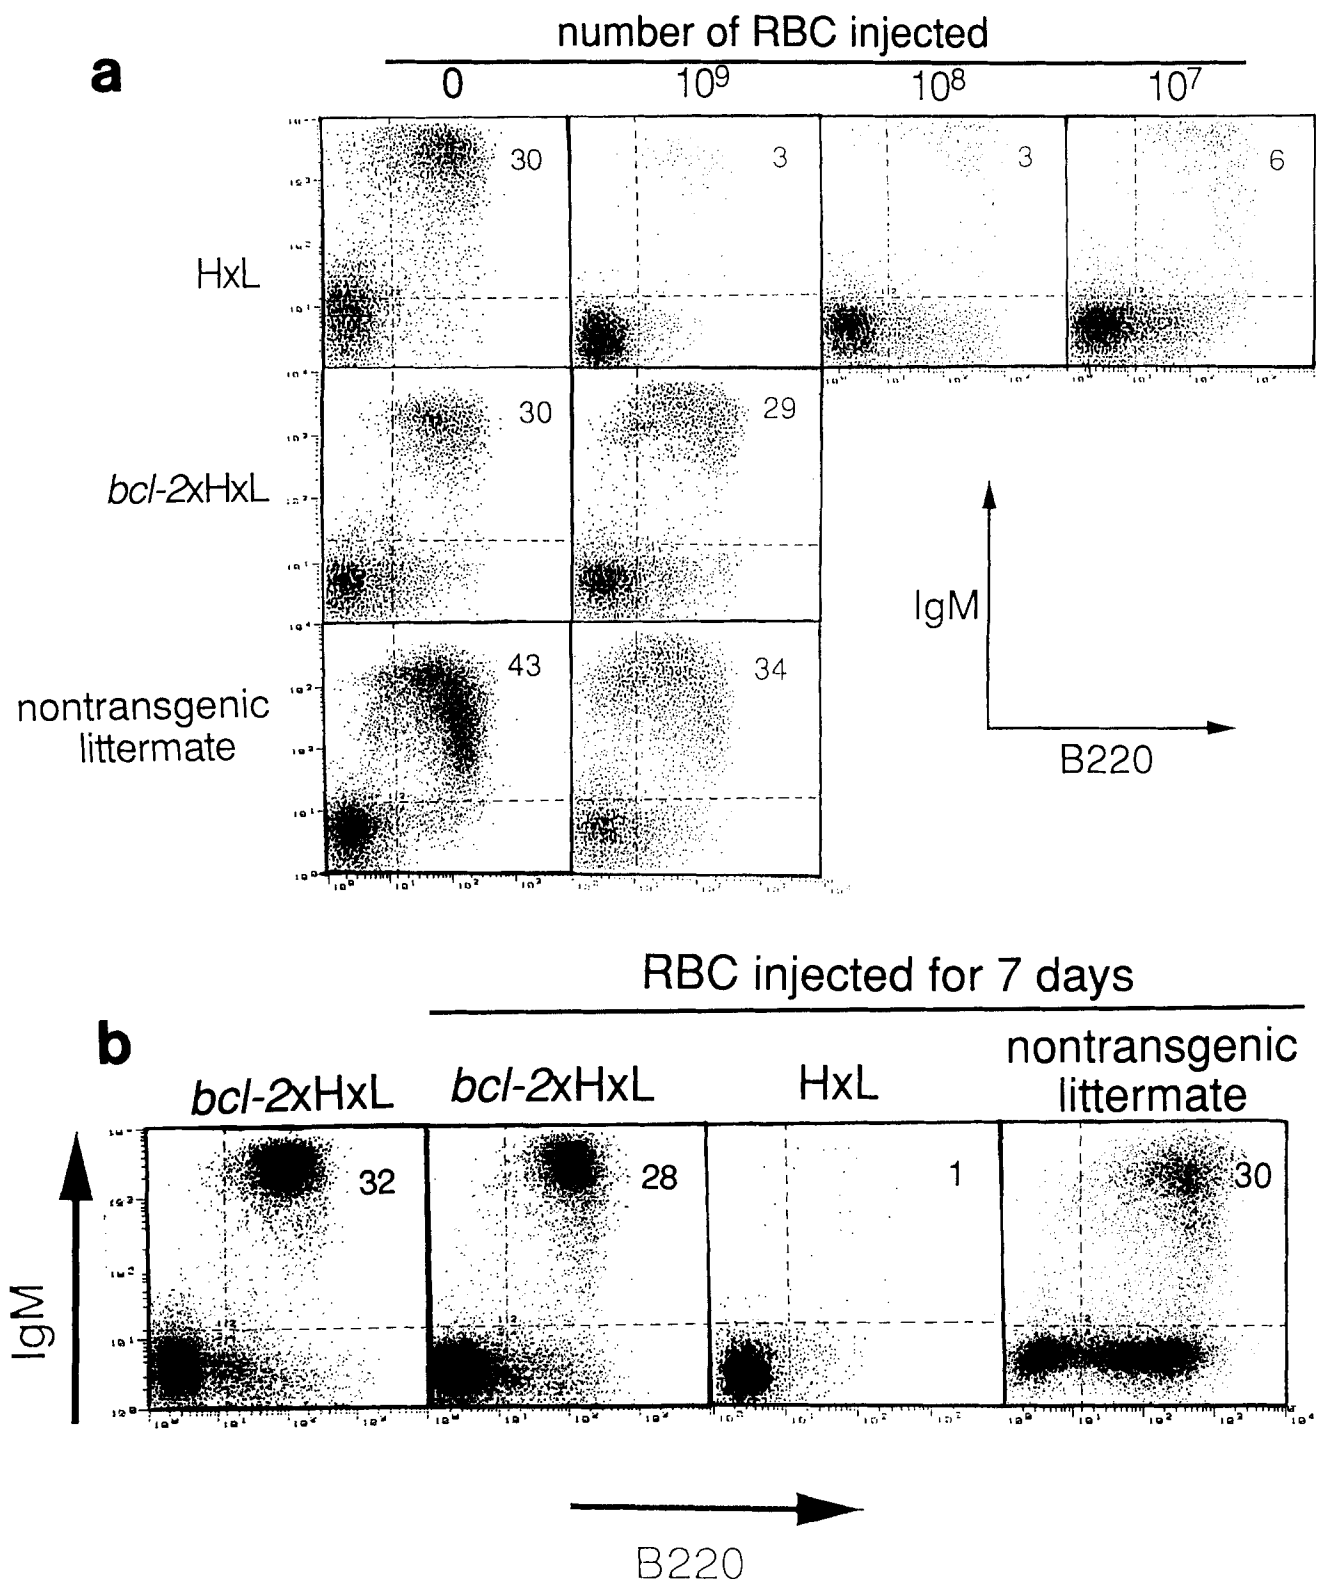 number of RBC injected
a
0 10⁹ 10⁸ 10⁷
HxL
30 3 3 6
bcl-2xHxL
30 29
nontransgenic
littermate
43 34
IgM
B220
RBC injected for 7 days
b
bcl-2xHxL bcl-2xHxL HxL nontransgenic
littermate
32 28 1 30
IgM
B220